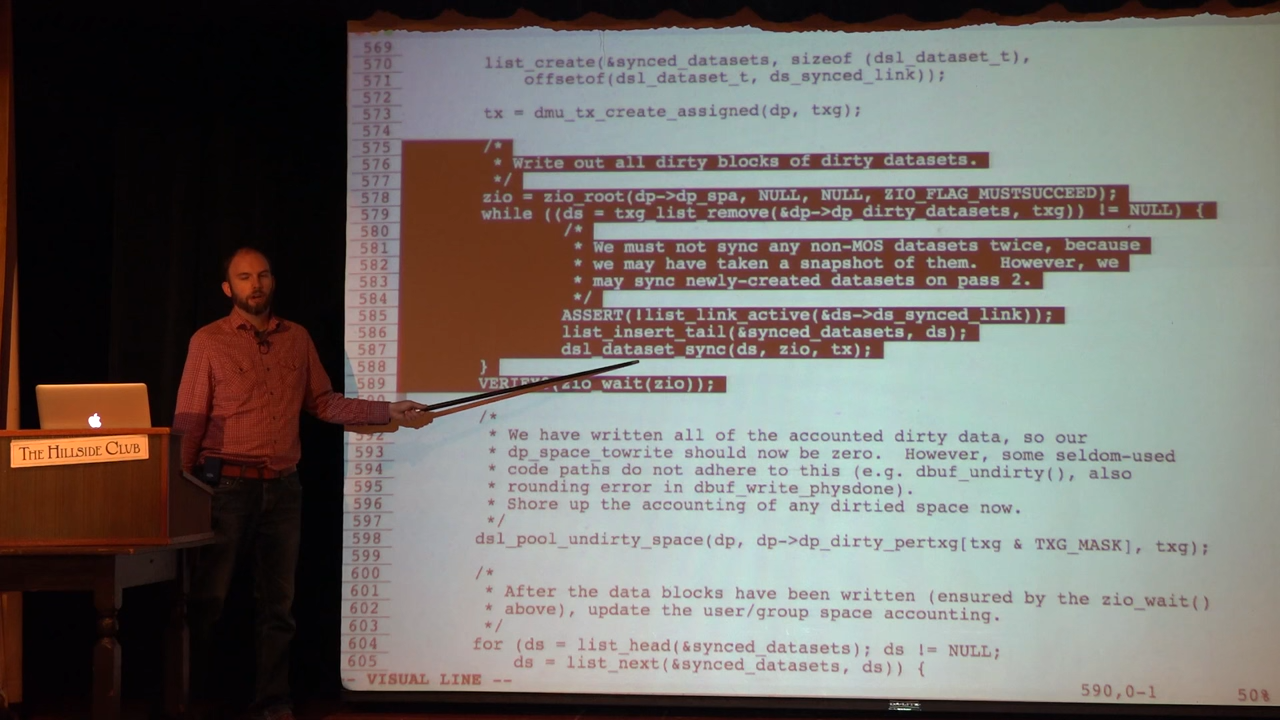 THE HILLSIDE CLUB
569
570 list_create(&synced_datasets, sizeof (dsl_dataset_t),
571 offsetof(dsl_dataset_t, ds_synced_link));
572
573 tx = dmu_tx_create_assigned(dp, txg);
574
575 /*
576 * Write out all dirty blocks of dirty datasets.
577 */
578 zio = zio_root(dp->dp_spa, NULL, NULL, ZIO_FLAG_MUSTSUCCEED);
579 while ((ds = txg_list_remove(&dp->dp_dirty_datasets, txg)) != NULL) {
580 /*
581 * We must not sync any non-MOS datasets twice, because
582 * we may have taken a snapshot of them. However, we
583 * may sync newly-created datasets on pass 2.
584 */
585 ASSERT(!list_link_active(&ds->ds_synced_link));
586 list_insert_tail(&synced_datasets, ds);
587 dsl_dataset_sync(ds, zio, tx);
588 }
589 (zio_wait(zio));
/*
592 * We have written all of the accounted dirty data, so our
593 * dp_space_towrite should now be zero. However, some seldom-used
594 * code paths do not adhere to this (e.g. dbuf_undirty(), also
595 * rounding error in dbuf_write_physdone).
596 * Shore up the accounting of any dirtied space now.
597 */
598 dsl_pool_undirty_space(dp, dp->dp_dirty_pertxg[txg & TXG_MASK], txg);
599
600 /*
601 * After the data blocks have been written (ensured by the zio_wait()
602 * above), update the user/group space accounting.
603 */
604 for (ds = list_head(&synced_datasets); ds != NULL;
605 ds = list_next(&synced_datasets, ds)) {
-- VISUAL LINE -- 590,0-1 50%